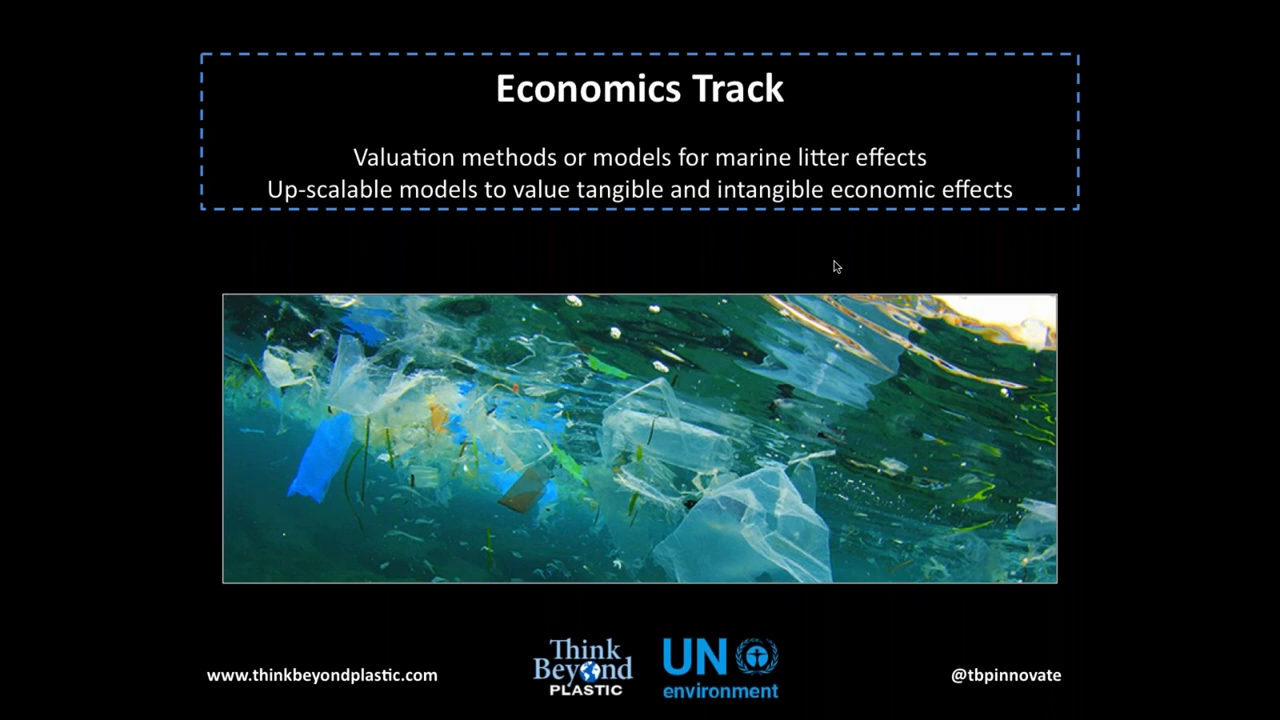 Economics Track
Valuation methods or models for marine litter effects
Up-scalable models to value tangible and intangible economic effects
www.thinkbeyondplastic.com
Think
Beyond
PLASTIC
UN
environment
@tbpinnovate